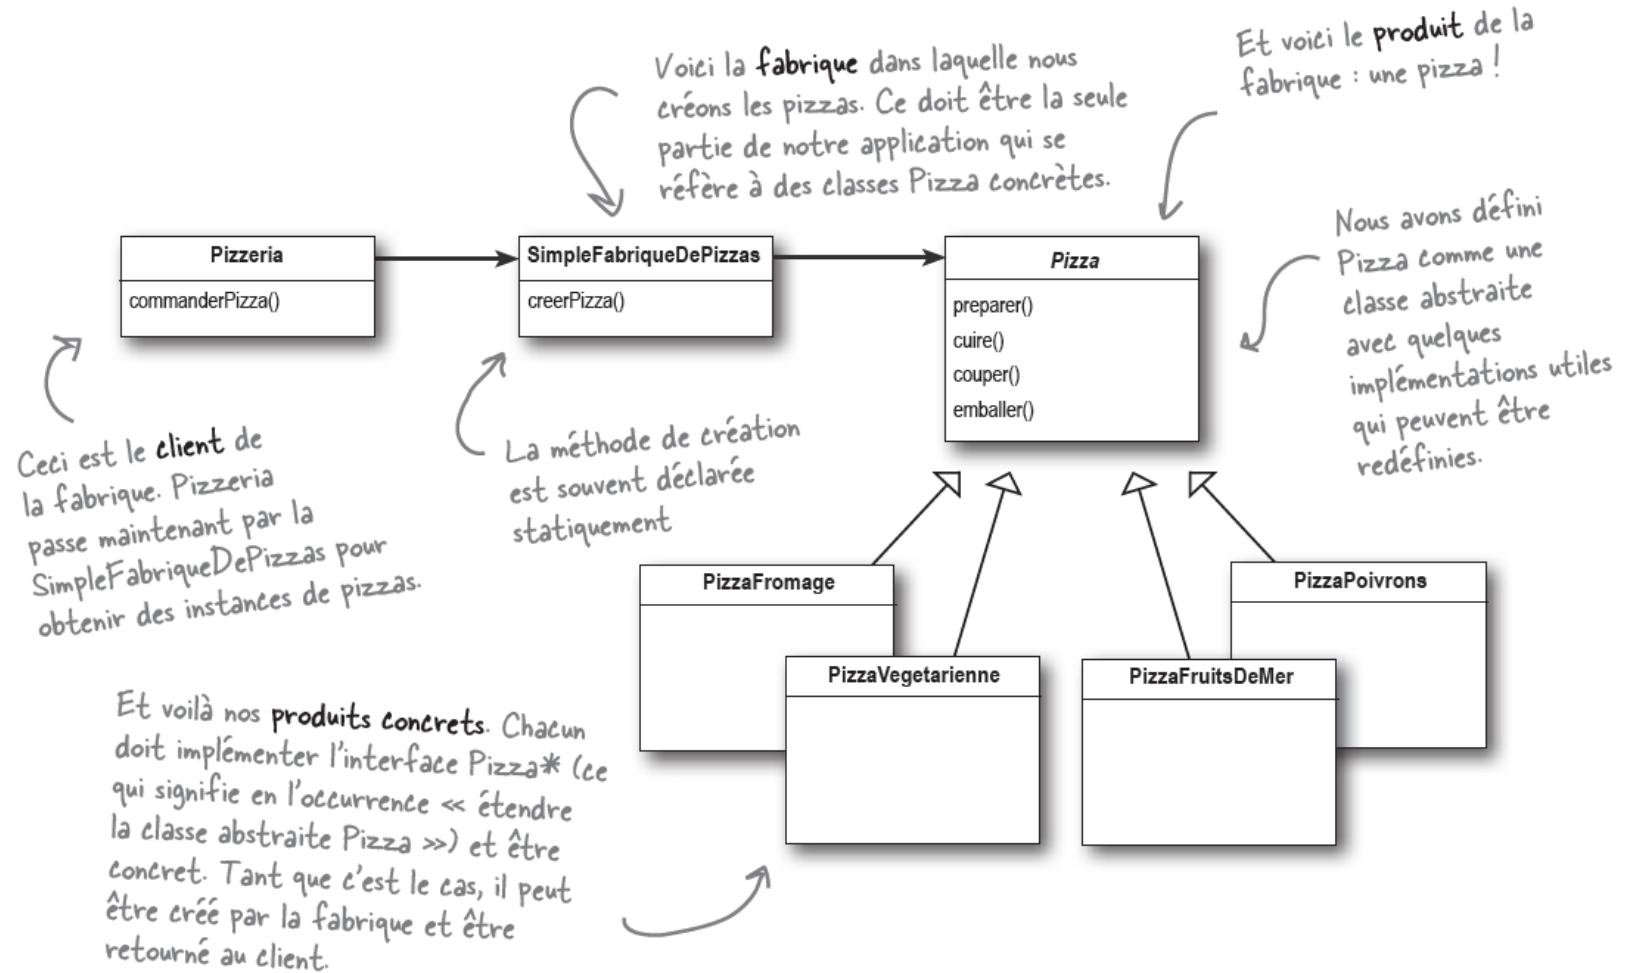 Voici la fabrique dans laquelle nous
créons les pizzas. Ce doit être la seule
partie de notre application qui se
réfère à des classes Pizza concrètes.
Et voici le produit de la
fabrique : une pizza !
Nous avons défini
Pizza comme une
classe abstraite
avec quelques
implémentations utiles
qui peuvent être
redéfinies.
Pizzeria
commanderPizza()
SimpleFabriqueDePizzas
creerPizza()
Pizza
preparer()
cuire()
couper()
emballer()
Ceci est le client de
la fabrique. Pizzeria
passe maintenant par la
SimpleFabriqueDePizzas pour
obtenir des instances de pizzas.
La méthode de création
est souvent déclarée
statiquement
PizzaFromage
PizzaVegetarienne
PizzaFruitsDeMer
PizzaPoivrons
Et voilà nos produits concrets. Chacun
doit implémenter l'interface Pizza* (ce
qui signifie en l'occurrence « étendre
la classe abstraite Pizza ») et être
concret. Tant que c'est le cas, il peut
être créé par la fabrique et être
retourné au client.